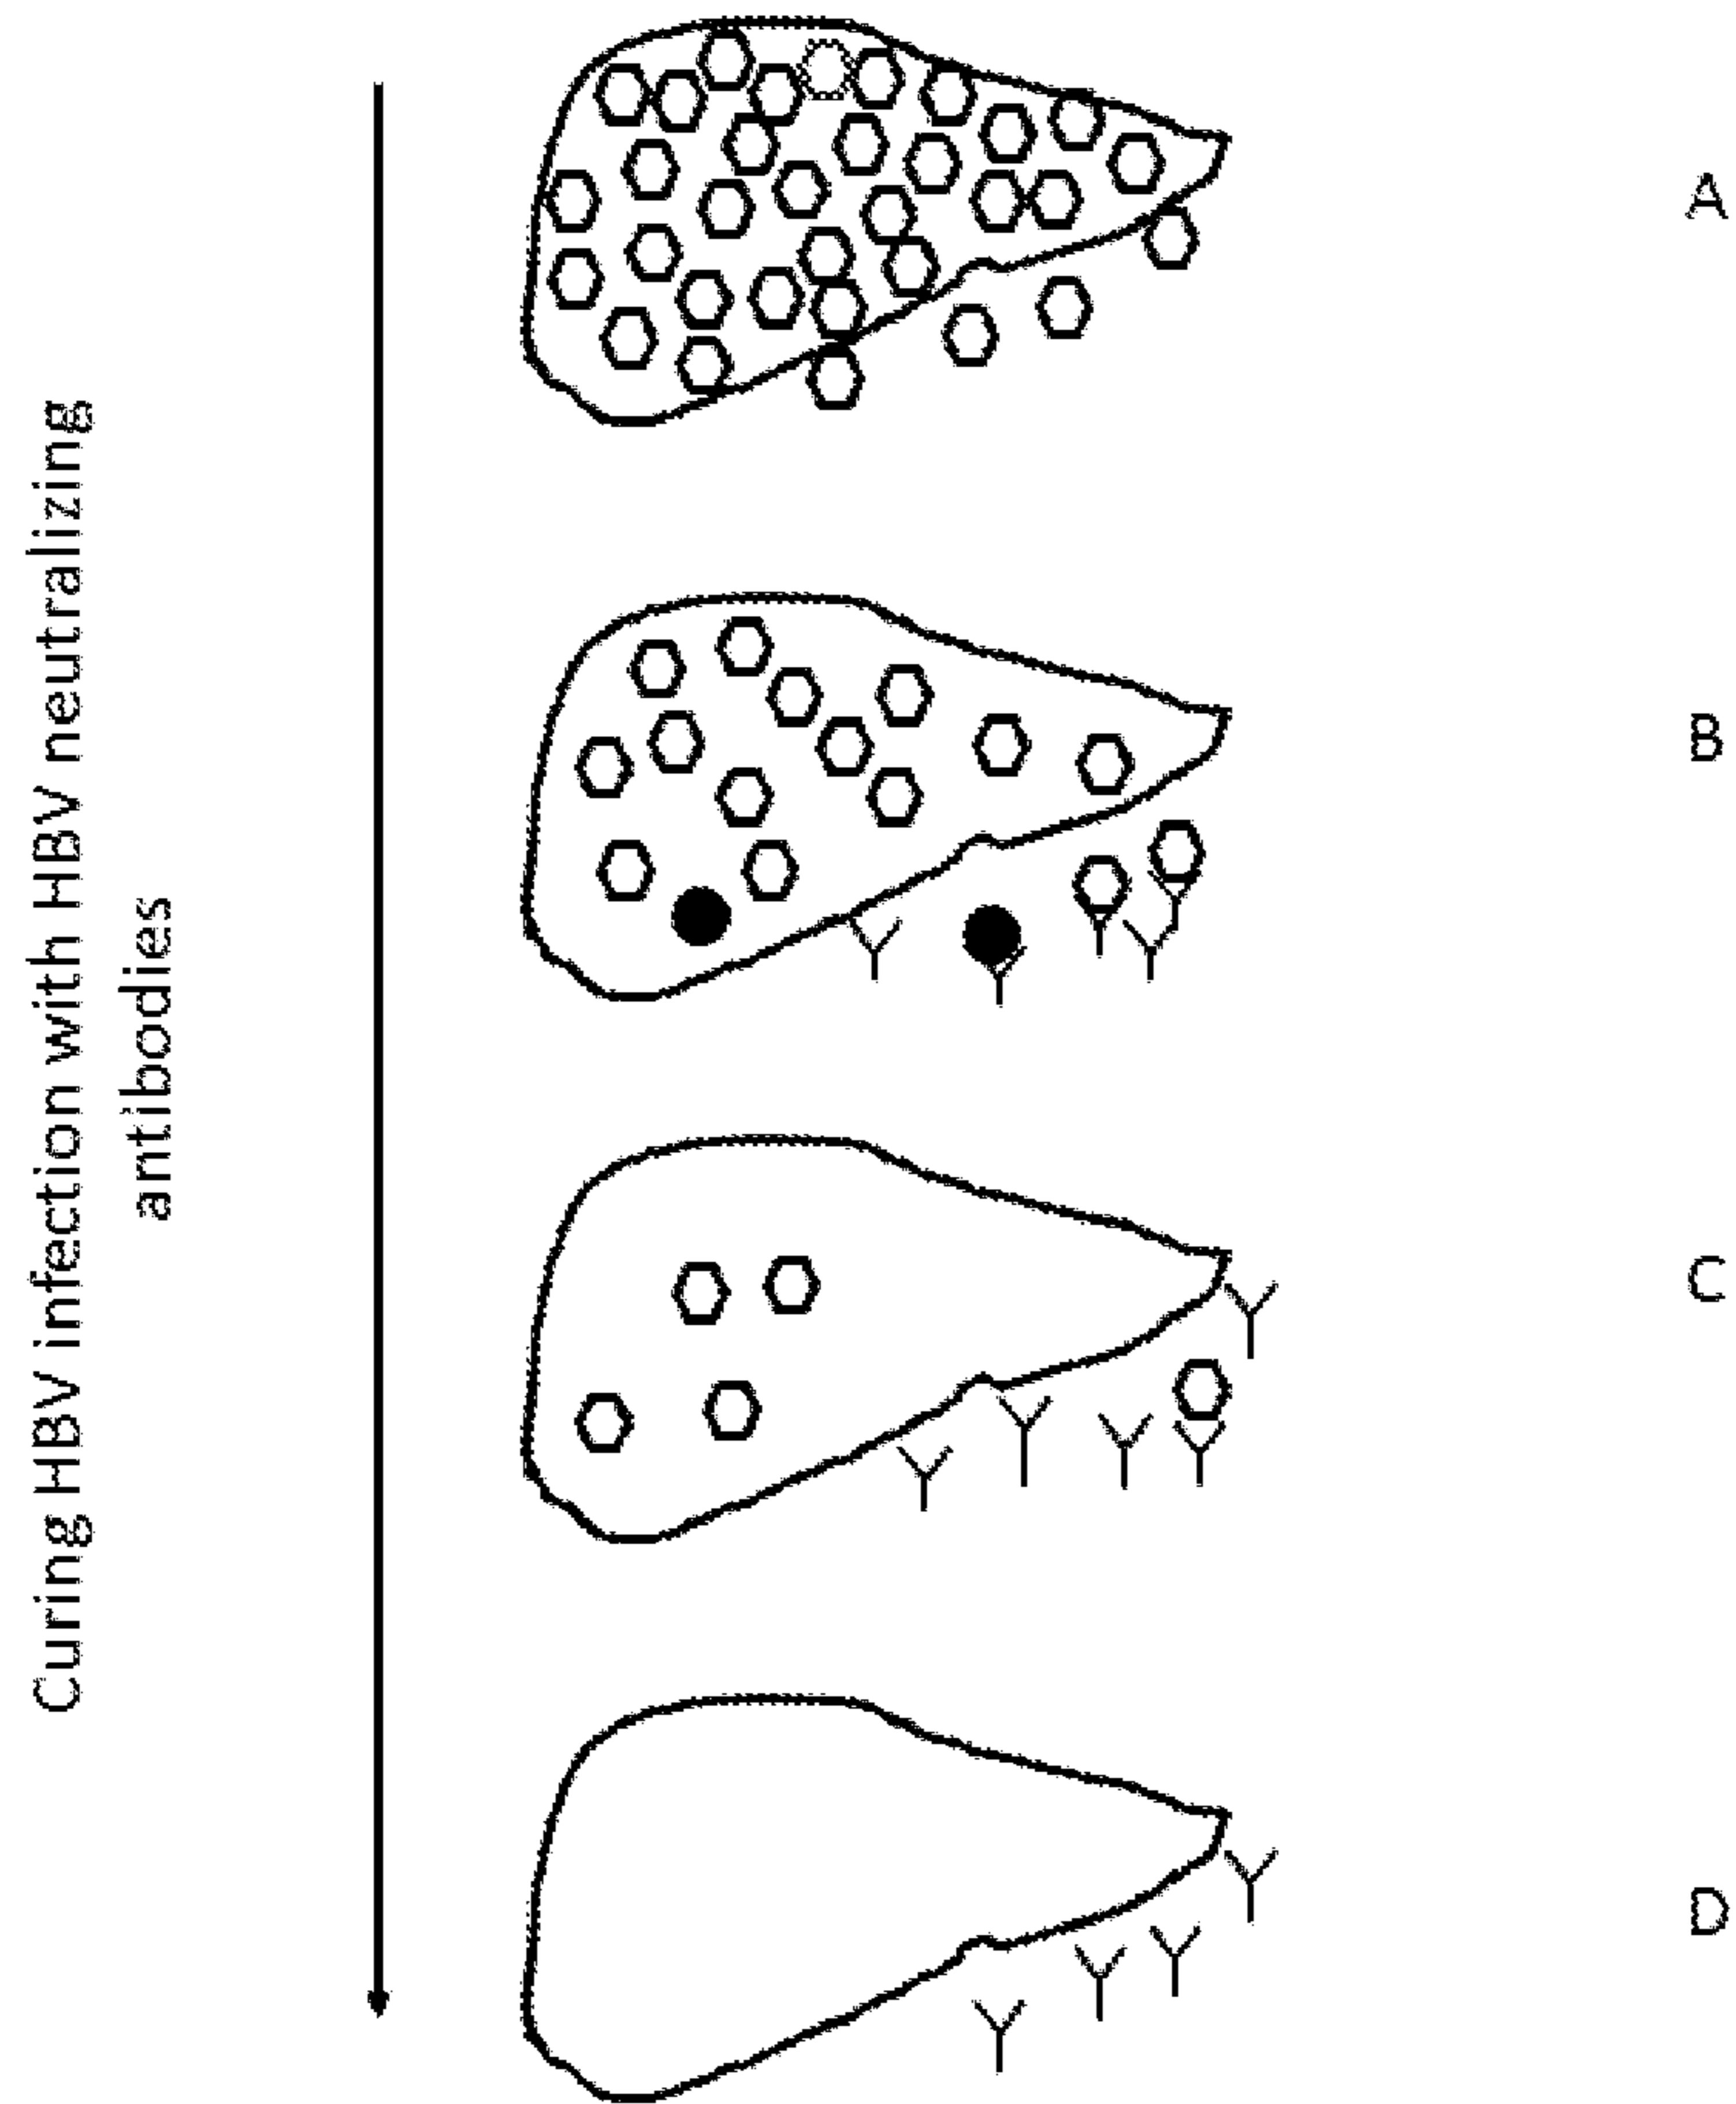 Curing HBV infection with HBV neutralizing
antibodies
A
B
C
D